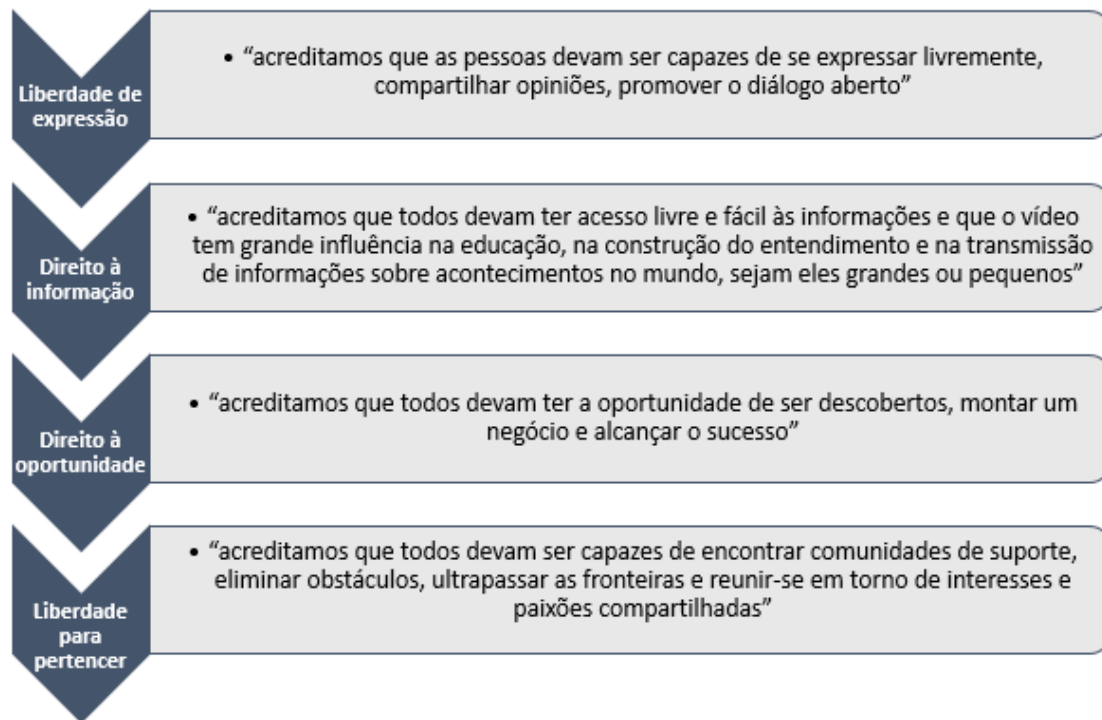 Liberdade de
expressão
• “acreditamos que as pessoas devam ser capazes de se expressar livremente,
compartilhar opiniões, promover o diálogo aberto”
Direito à
informação
• “acreditamos que todos devam ter acesso livre e fácil às informações e que o vídeo
tem grande influência na educação, na construção do entendimento e na transmissão
de informações sobre acontecimentos no mundo, sejam eles grandes ou pequenos”
Direito à
oportunidade
• “acreditamos que todos devam ter a oportunidade de ser descobertos, montar um
negócio e alcançar o sucesso”
Liberdade
para
pertencer
• “acreditamos que todos devam ser capazes de encontrar comunidades de suporte,
eliminar obstáculos, ultrapassar as fronteiras e reunir-se em torno de interesses e
paixões compartilhadas”